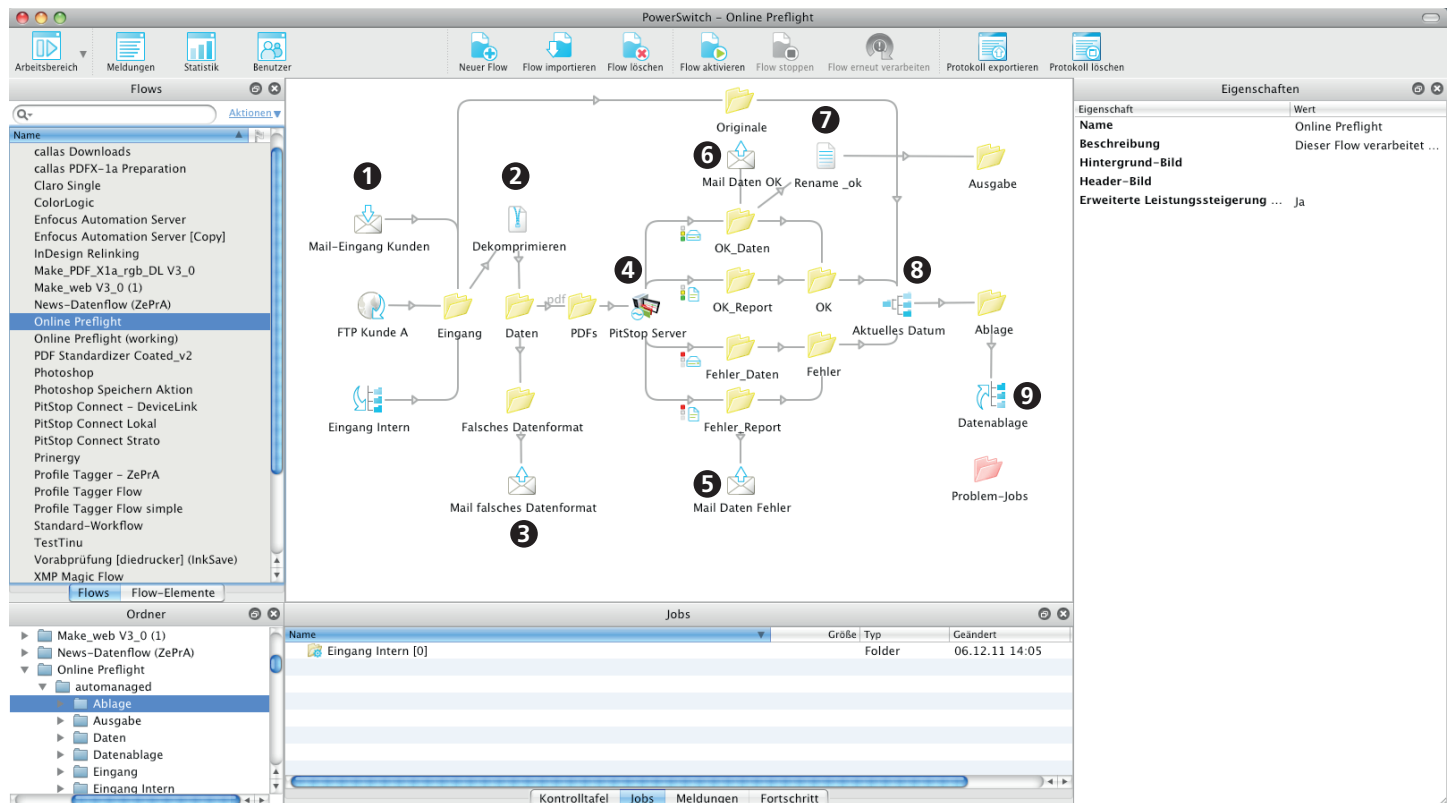 PowerSwitch – Online Preflight
Arbeitsbereich
Meldungen
Statistik
Benutzer
Neuer Flow
Flow importieren
Flow löschen
Flow aktivieren
Flow stoppen
Flow erneut verarbeiten
Protokoll exportieren
Protokoll löschen
Flows
Aktionen
Name
callas Downloads
callas PDFX-1a Preparation
Claro Single
ColorLogic
Enfocus Automation Server
Enfocus Automation Server [Copy]
InDesign Relinking
Make_PDF_X1a_rgb_DL V3_0
Make_web V3_0 (1)
News-Datenflow (ZePrA)
Online Preflight
Online Preflight (working)
PDF Standardizer Coated_v2
Photoshop
Photoshop Speichern Aktion
PitStop Connect – DeviceLink
PitStop Connect Lokal
PitStop Connect Strato
Prinergy
Profile Tagger – ZePrA
Profile Tagger Flow
Profile Tagger Flow simple
Standard-Workflow
TestTinu
Vorabprüfung [diedrucker] (InkSave)
XMP Magic Flow
Flows
Flow-Elemente
Originale
7
6
Mail Daten OK
Rename _ok
Ausgabe
1
2
Mail-Eingang Kunden
Dekomprimieren
OK_Daten
4
8
pdf
FTP Kunde A
Eingang
Daten
PDFs
PitStop Server
OK_Report
OK
Aktuelles Datum
Ablage
Fehler_Daten
Fehler
9
Eingang Intern
Falsches Datenformat
Fehler_Report
Datenablage
5
Mail falsches Datenformat
Mail Daten Fehler
Problem-Jobs
3
Eigenschaften
Eigenschaft
Wert
Name
Online Preflight
Beschreibung
Dieser Flow verarbeitet ...
Hintergrund-Bild
Header-Bild
Erweiterte Leistungssteigerung ...
Ja
Ordner
Make_web V3_0 (1)
News-Datenflow (ZePrA)
Online Preflight
automanaged
Ablage
Ausgabe
Daten
Datenablage
Eingang
Eingang Intern
Jobs
Name
Größe
Typ
Geändert
Eingang Intern [0]
Folder
06.12.11 14:05
Kontrolltafel
Jobs
Meldungen
Fortschritt